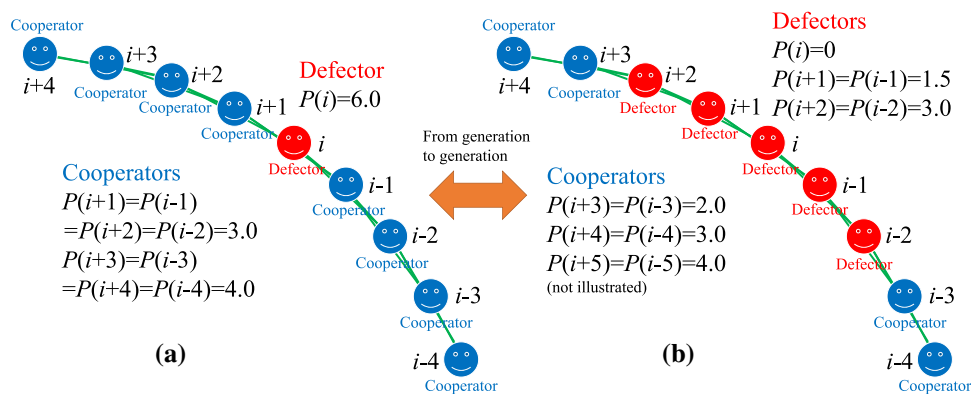 Cooperator
i+4
i+3
Cooperator
i+2
Cooperator
i+1
Cooperator
Defector
P(i)=6.0
i
Defector
i-1
Cooperator
i-2
Cooperator
i-3
Cooperator
i-4
Cooperator
Cooperators
P(i+1)=P(i-1)
=P(i+2)=P(i-2)=3.0
P(i+3)=P(i-3)
=P(i+4)=P(i-4)=4.0
(a)
From generation
to generation
Cooperator
i+4
i+3
Cooperator
i+2
Defector
i+1
Defector
Defectors
P(i)=0
P(i+1)=P(i-1)=1.5
P(i+2)=P(i-2)=3.0
i
Defector
i-1
Defector
i-2
Defector
i-3
Cooperator
i-4
Cooperator
Cooperators
P(i+3)=P(i-3)=2.0
P(i+4)=P(i-4)=3.0
P(i+5)=P(i-5)=4.0
(not illustrated)
(b)